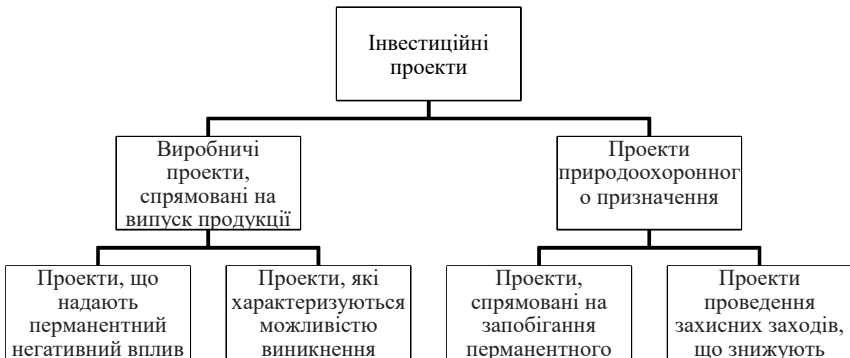 Інвестиційні
проекти
Виробничі
проекти,
спрямовані на
випуск продукції
Проекти
природоохоронног
о призначення
Проекти, що
надають
перманентний
негативний вплив
Проекти, які
характеризуються
можливістю
виникнення
Проекти,
спрямовані на
запобігання
перманентного
Проекти
проведення
захисних заходів,
що знижують